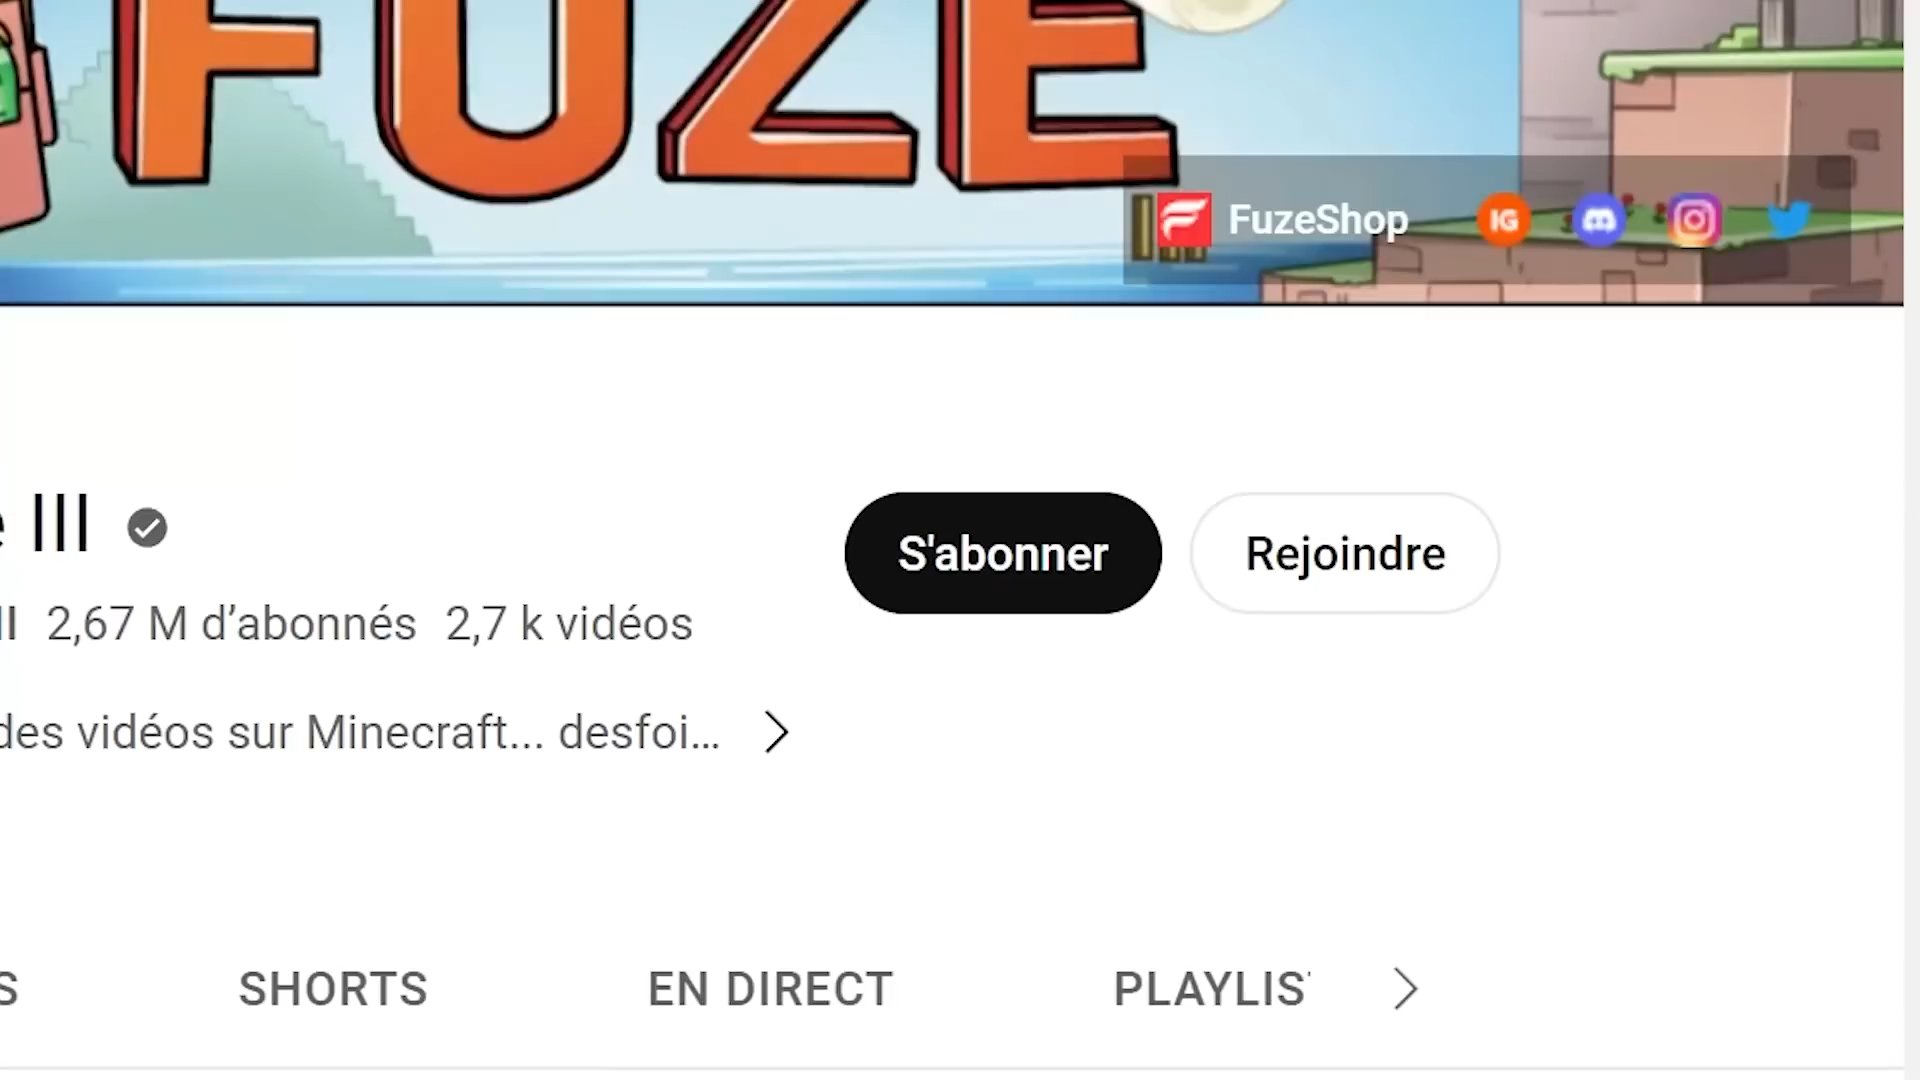 FUZE
FuzeShop
IG
e III
II 2,67 M d’abonnés 2,7 k vidéos
S'abonner
Rejoindre
des vidéos sur Minecraft... desfoi...
S
SHORTS
EN DIRECT
PLAYLIS